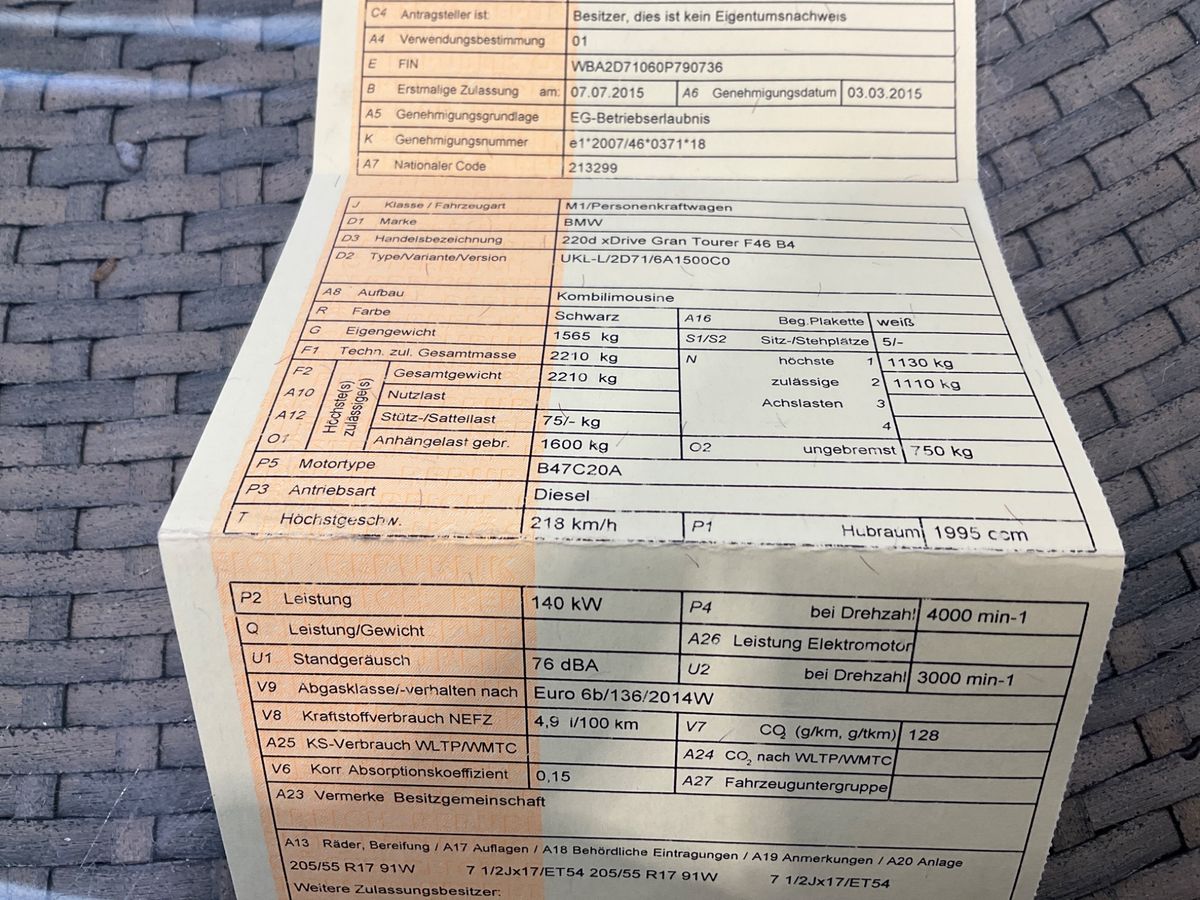 C4 Antragsteller ist: Besitzer, dies ist kein Eigentumsnachweis
A4 Verwendungsbestimmung 01
E FIN WBA2D71060P790736
B Erstmalige Zulassung am: 07.07.2015 A6 Genehmigungsdatum 03.03.2015
A5 Genehmigungsgrundlage EG-Betriebserlaubnis
K Genehmigungsnummer e1*2007/46*0371*18
A7 Nationaler Code 213299
J Klasse / Fahrzeugart M1/Personenkraftwagen
D1 Marke BMW
D3 Handelsbezeichnung 220d xDrive Gran Tourer F46 B4
D2 Type/Variante/Version UKL-L/2D71/6A1500C0
A8 Aufbau Kombilimousine
R Farbe Schwarz A16 Beg.Plakette weiß
G Eigengewicht 1565 kg S1/S2 Sitz-/Stehplätze 5/-
F1 Techn. zul. Gesamtmasse 2210 kg N höchste 1 1130 kg
F2 Höchste(s) zulässige(s) Gesamtgewicht 2210 kg zulässige 2 1110 kg
A10 Nutzlast Achslasten 3
A12 Stütz-/Sattellast 75/- kg 4
O1 Anhängelast gebr. 1600 kg O2 ungebremst 750 kg
P5 Motortype B47C20A
P3 Antriebsart Diesel
T Höchstgeschw. 218 km/h P1 Hubraum 1995 ccm
P2 Leistung 140 kW P4 bei Drehzahl 4000 min-1
Q Leistung/Gewicht A26 Leistung Elektromotor
U1 Standgeräusch 76 dBA U2 bei Drehzahl 3000 min-1
V9 Abgasklasse/-verhalten nach Euro 6b/136/2014W
V8 Kraftstoffverbrauch NEFZ 4,9 l/100 km V7 CO₂ (g/km, g/tkm) 128
A25 KS-Verbrauch WLTP/WMTC A24 CO₂ nach WLTP/WMTC
V6 Korr Absorptionskoeffizient 0,15 A27 Fahrzeuguntergruppe
A23 Vermerke Besitzgemeinschaft
A13 Räder, Bereifung / A17 Auflagen / A18 Behördliche Eintragungen / A19 Anmerkungen / A20 Anlage
205/55 R17 91W 7 1/2Jx17/ET54 205/55 R17 91W 7 1/2Jx17/ET54
Weitere Zulassungsbesitzer: